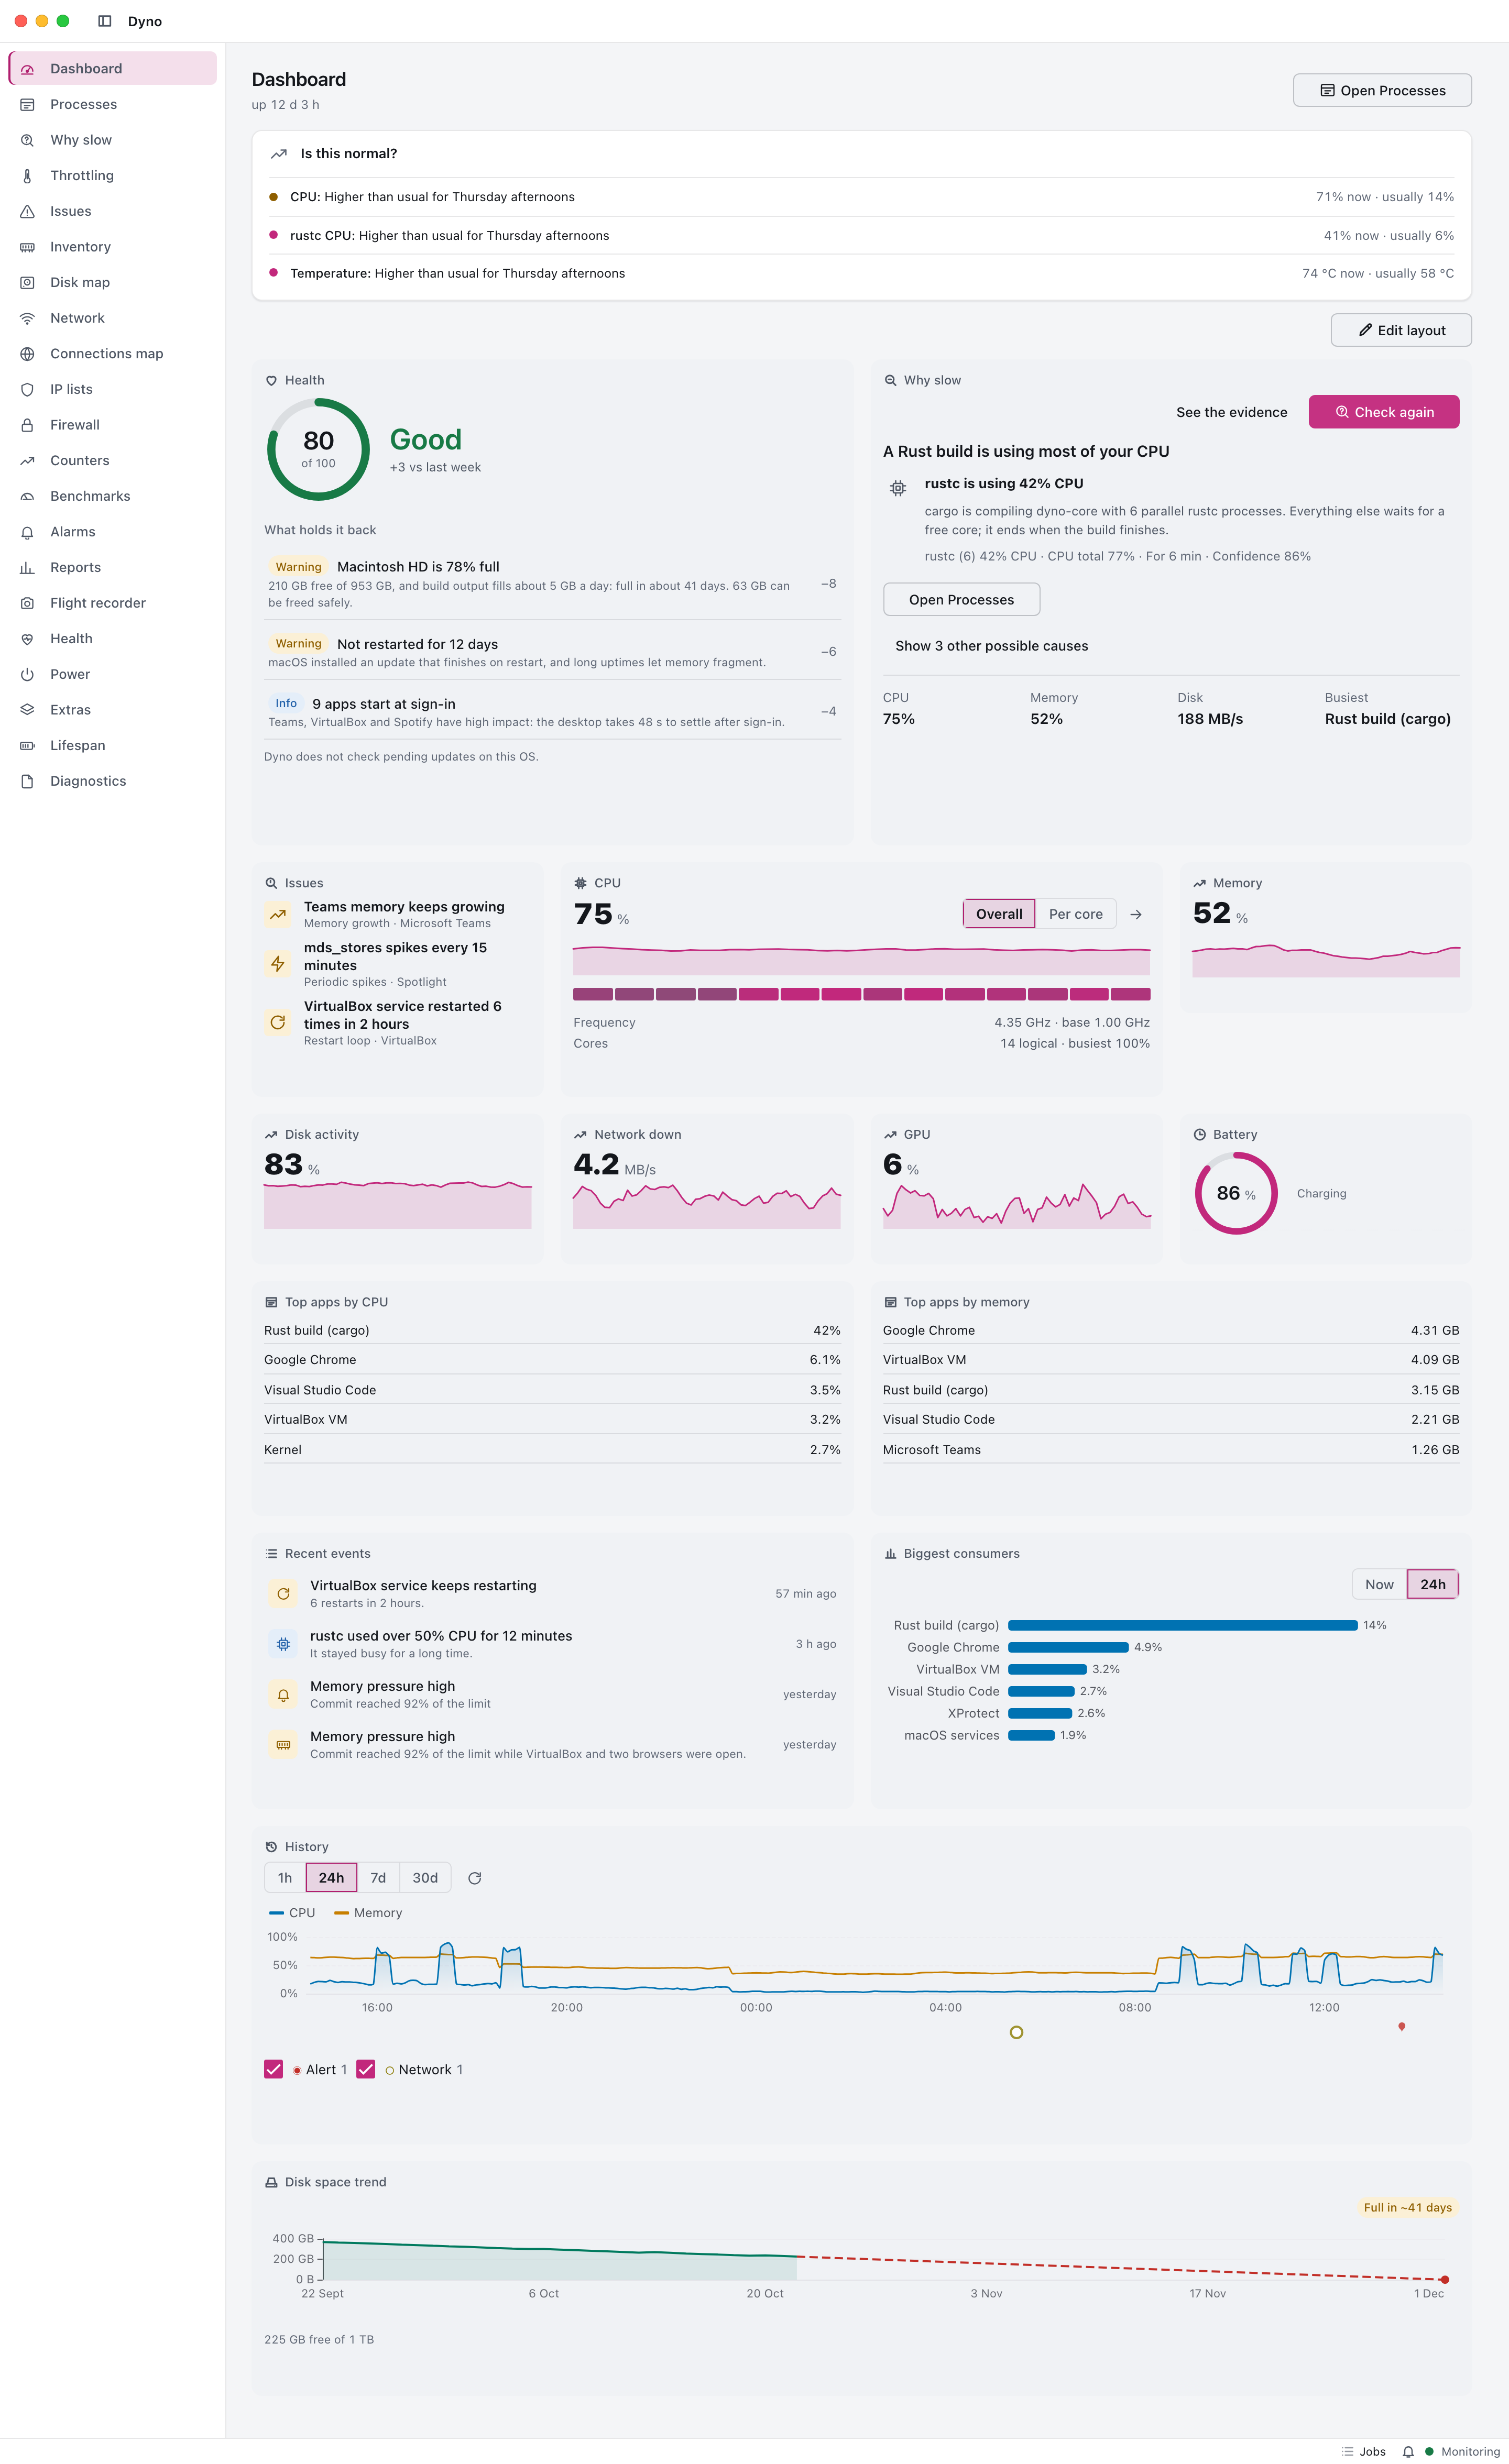 Dyno
Dashboard
Processes
Why slow
Throttling
Issues
Inventory
Disk map
Network
Connections map
IP lists
Firewall
Counters
Benchmarks
Alarms
Reports
Flight recorder
Health
Power
Extras
Lifespan
Diagnostics
Dashboard
up 12 d 3 h
Open Processes
Is this normal?
CPU: Higher than usual for Thursday afternoons
71% now · usually 14%
rustc CPU: Higher than usual for Thursday afternoons
41% now · usually 6%
Temperature: Higher than usual for Thursday afternoons
74 °C now · usually 58 °C
Edit layout
Health
80
of 100
Good
+3 vs last week
What holds it back
Warning Macintosh HD is 78% full
210 GB free of 953 GB, and build output fills about 5 GB a day: full in about 41 days. 63 GB can
be freed safely.
−8
Warning Not restarted for 12 days
macOS installed an update that finishes on restart, and long uptimes let memory fragment.
−6
Info 9 apps start at sign-in
Teams, VirtualBox and Spotify have high impact: the desktop takes 48 s to settle after sign-in.
−4
Dyno does not check pending updates on this OS.
Why slow
See the evidence
Check again
A Rust build is using most of your CPU
rustc is using 42% CPU
cargo is compiling dyno-core with 6 parallel rustc processes. Everything else waits for a
free core; it ends when the build finishes.
rustc (6) 42% CPU · CPU total 77% · For 6 min · Confidence 86%
Open Processes
Show 3 other possible causes
CPU
75%
Memory
52%
Disk
188 MB/s
Busiest
Rust build (cargo)
Issues
Teams memory keeps growing
Memory growth · Microsoft Teams
mds_stores spikes every 15
minutes
Periodic spikes · Spotlight
VirtualBox service restarted 6
times in 2 hours
Restart loop · VirtualBox
CPU
75 %
Overall
Per core
Frequency
4.35 GHz · base 1.00 GHz
Cores
14 logical · busiest 100%
Memory
52 %
Disk activity
83 %
Network down
4.2 MB/s
GPU
6 %
Battery
86 %
Charging
Top apps by CPU
Rust build (cargo) 42%
Google Chrome 6.1%
Visual Studio Code 3.5%
VirtualBox VM 3.2%
Kernel 2.7%
Top apps by memory
Google Chrome 4.31 GB
VirtualBox VM 4.09 GB
Rust build (cargo) 3.15 GB
Visual Studio Code 2.21 GB
Microsoft Teams 1.26 GB
Recent events
VirtualBox service keeps restarting
6 restarts in 2 hours.
57 min ago
rustc used over 50% CPU for 12 minutes
It stayed busy for a long time.
3 h ago
Memory pressure high
Commit reached 92% of the limit
yesterday
Memory pressure high
Commit reached 92% of the limit while VirtualBox and two browsers were open.
yesterday
Biggest consumers
Now
24h
Rust build (cargo) 14%
Google Chrome 4.9%
VirtualBox VM 3.2%
Visual Studio Code 2.7%
XProtect 2.6%
macOS services 1.9%
History
1h 24h 7d 30d
CPU Memory
100%
50%
0%
16:00 20:00 00:00 04:00 08:00 12:00
Alert 1 Network 1
Disk space trend
Full in ~41 days
400 GB
200 GB
0 B
22 Sept 6 Oct 20 Oct 3 Nov 17 Nov 1 Dec
225 GB free of 1 TB
Jobs
Monitoring